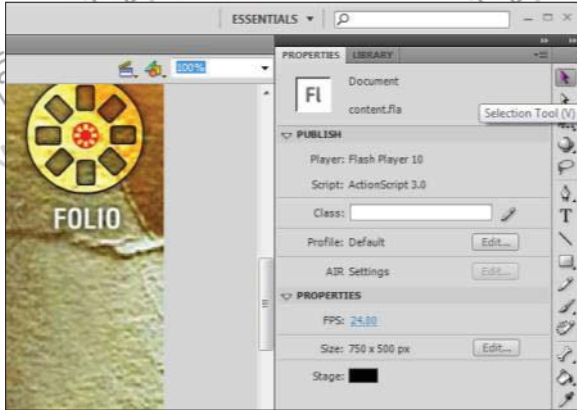 ESSENTIALS
PROPERTIES LIBRARY
100%
Fl
Document
content.fla
Selection Tool (V)
PUBLISH
Player: Flash Player 10
Script: ActionScript 3.0
Class:
Profile: Default Edit...
AIR Settings Edit...
PROPERTIES
FPS: 24.00
Size: 750 x 500 px Edit...
Stage:
FOLIO
T